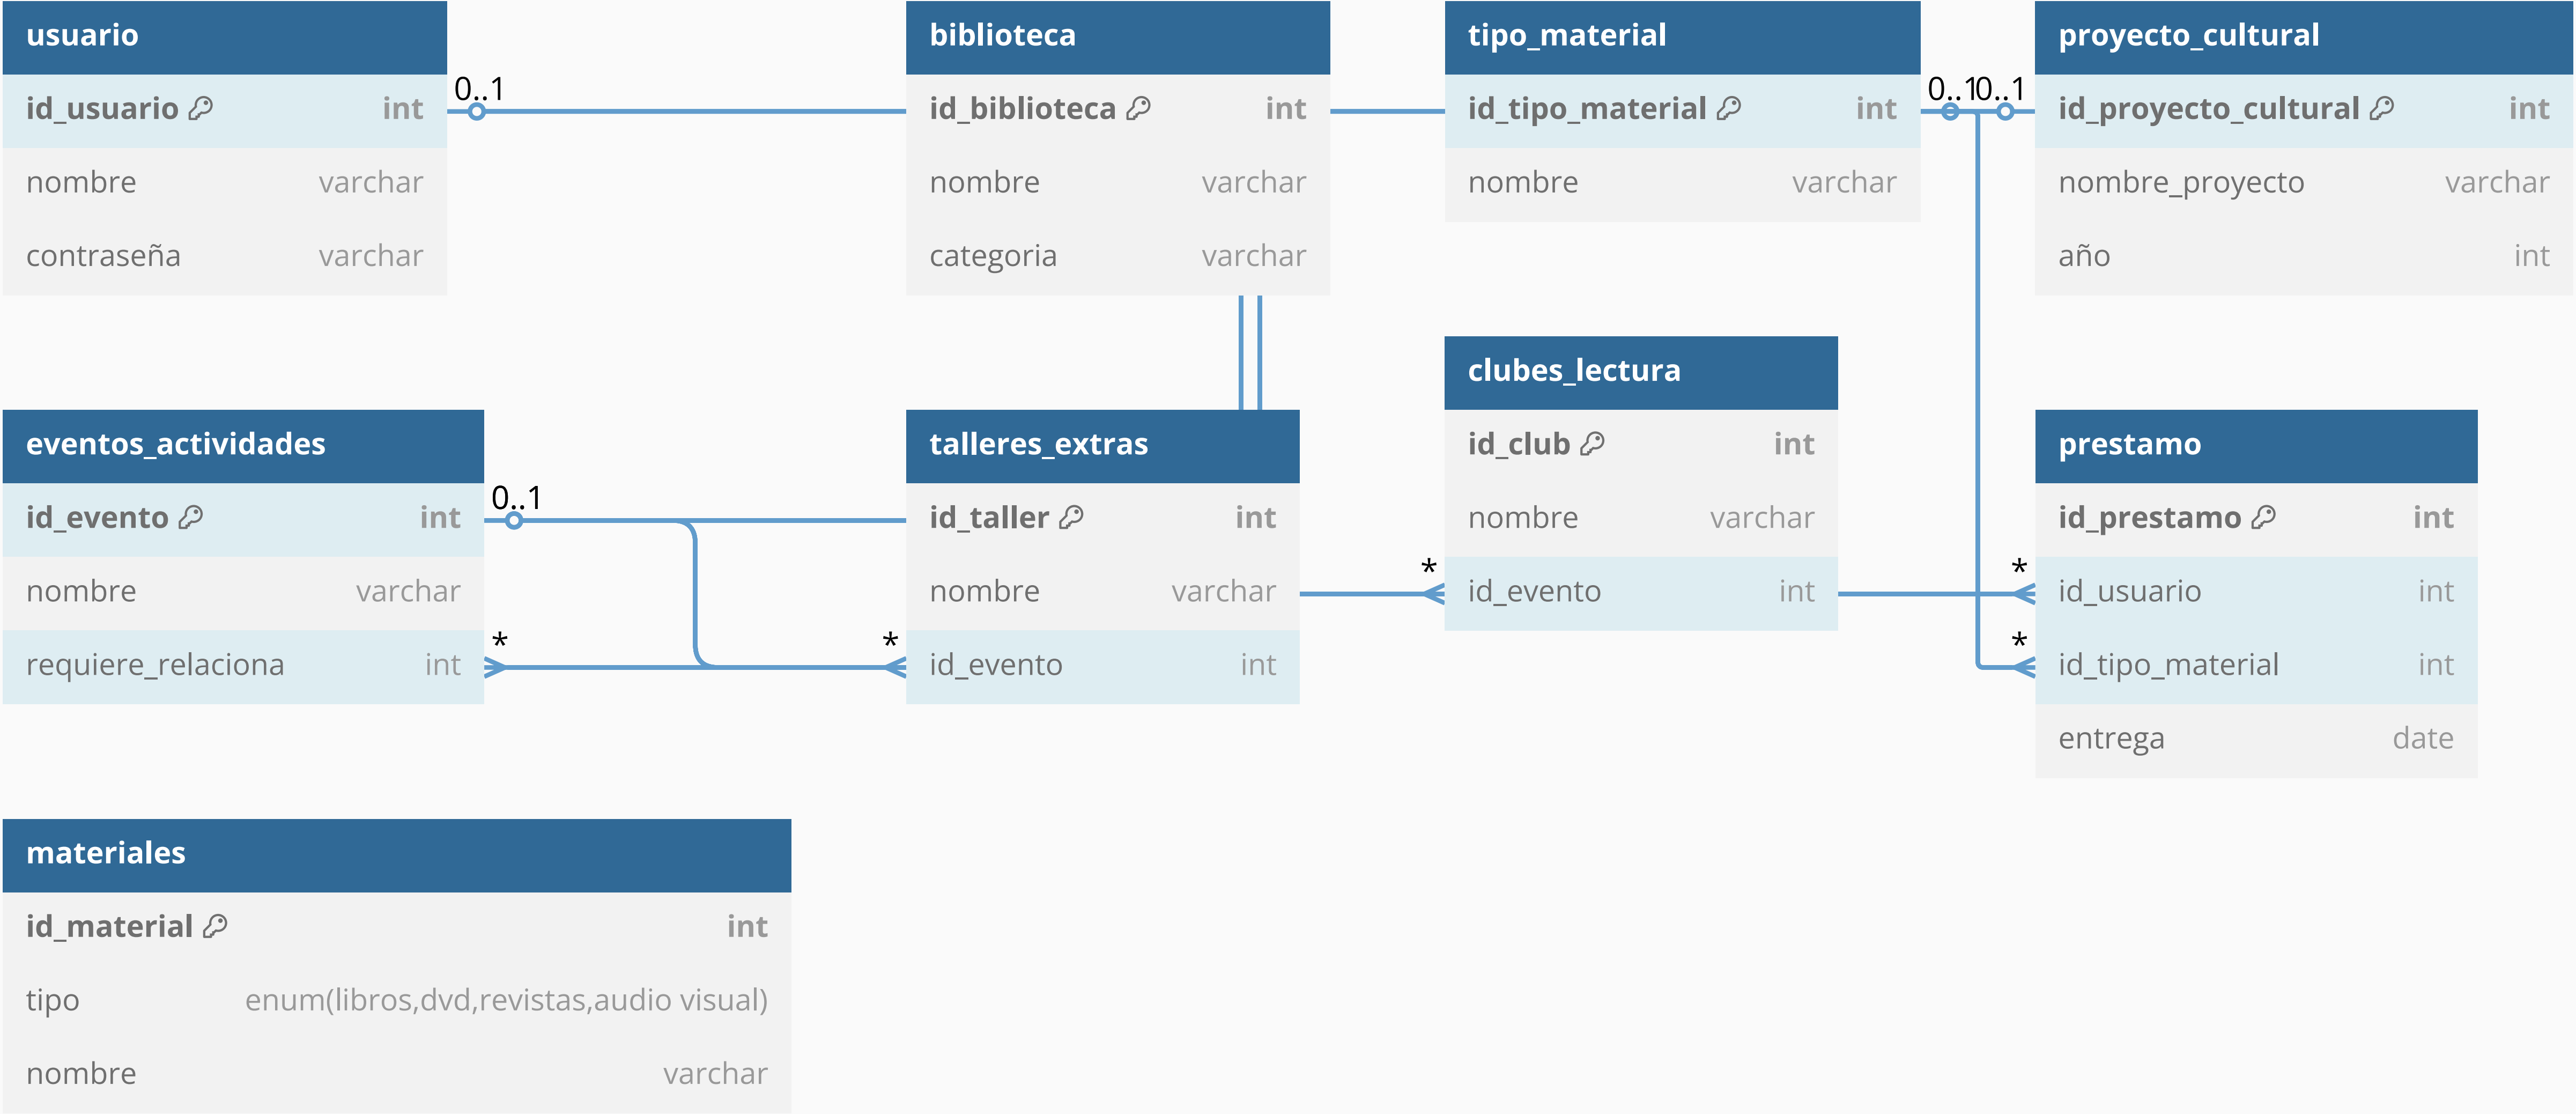 usuario
id_usuario int
nombre varchar
contraseña varchar
0..1
biblioteca
id_biblioteca int
nombre varchar
categoria varchar
tipo_material
id_tipo_material int
nombre varchar
0..1
0..1
proyecto_cultural
id_proyecto_cultural int
nombre_proyecto varchar
año int
eventos_actividades
id_evento int
nombre varchar
requiere_relaciona int
0..1
*
*
talleres_extras
id_taller int
nombre varchar
id_evento int
*
clubes_lectura
id_club int
nombre varchar
id_evento int
*
*
prestamo
id_prestamo int
id_usuario int
id_tipo_material int
entrega date
materiales
id_material int
tipo enum(libros,dvd,revistas,audio visual)
nombre varchar